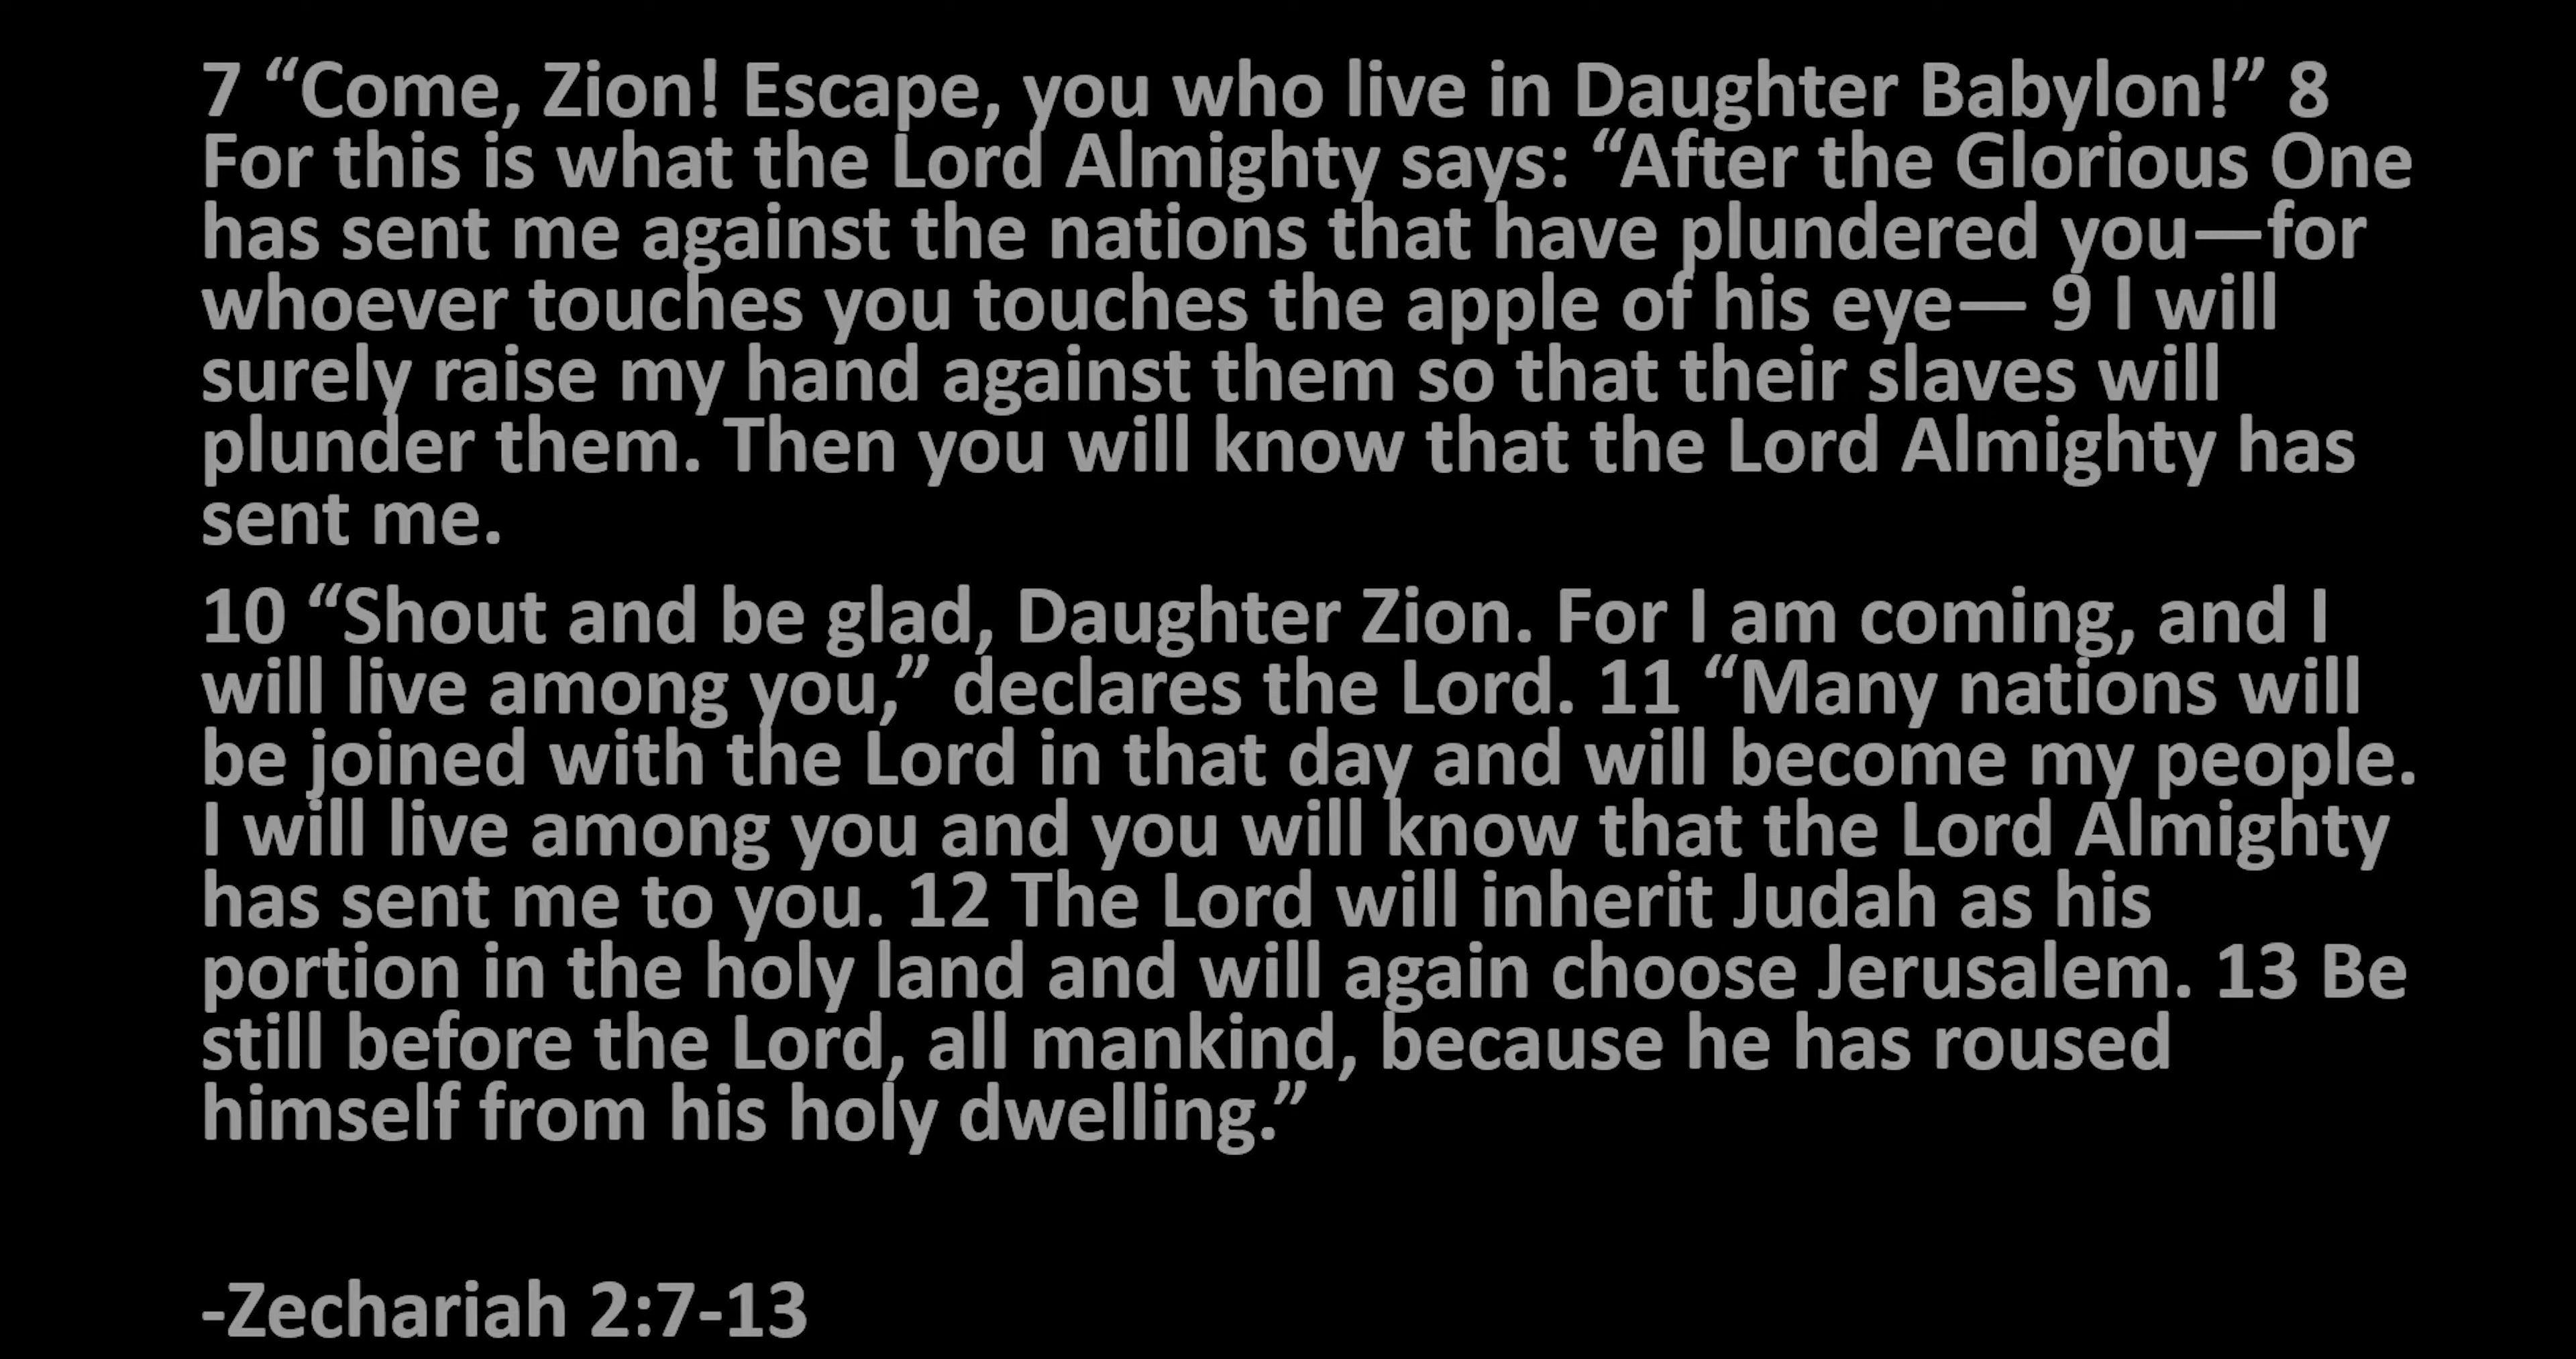 7 “Come, Zion! Escape, you who live in Daughter Babylon!” 8
For this is what the Lord Almighty says: “After the Glorious One
has sent me against the nations that have plundered you—for
whoever touches you touches the apple of his eye— 9 I will
surely raise my hand against them so that their slaves will
plunder them. Then you will know that the Lord Almighty has
sent me.
10 “Shout and be glad, Daughter Zion. For I am coming, and I
will live among you,” declares the Lord. 11 “Many nations will
be joined with the Lord in that day and will become my people.
I will live among you and you will know that the Lord Almighty
has sent me to you. 12 The Lord will inherit Judah as his
portion in the holy land and will again choose Jerusalem. 13 Be
still before the Lord, all mankind, because he has roused
himself from his holy dwelling.”
-Zechariah 2:7-13